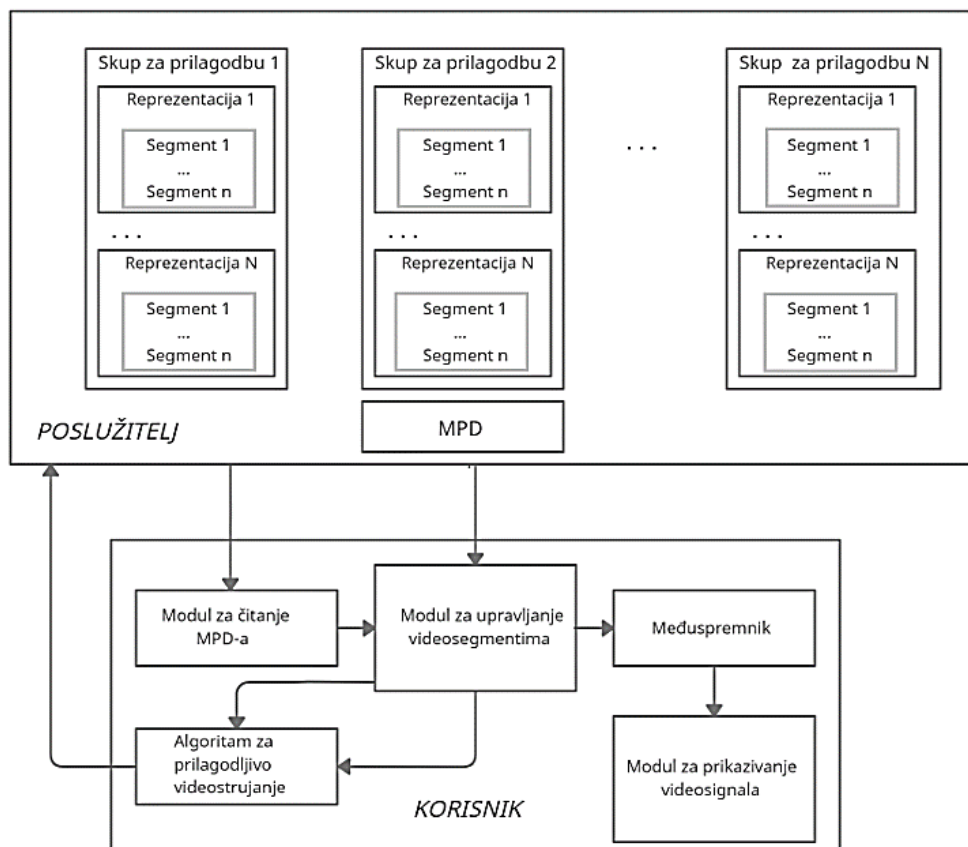 Skup za prilagodbu 1
Reprezentacija 1
Segment 1
...
Segment n
...
Reprezentacija N
Segment 1
...
Segment n
Skup za prilagodbu 2
Reprezentacija 1
Segment 1
...
Segment n
...
Reprezentacija N
Segment 1
...
Segment n
...
Skup za prilagodbu N
Reprezentacija 1
Segment 1
...
Segment n
...
Reprezentacija N
Segment 1
...
Segment n
POSLUŽITELJ
MPD
Modul za čitanje
MPD-a
Modul za upravljanje
videosegmentima
Međuspremnik
Algoritam za
prilagodljivo
videostrujanje
Modul za prikazivanje
videosignala
KORISNIK